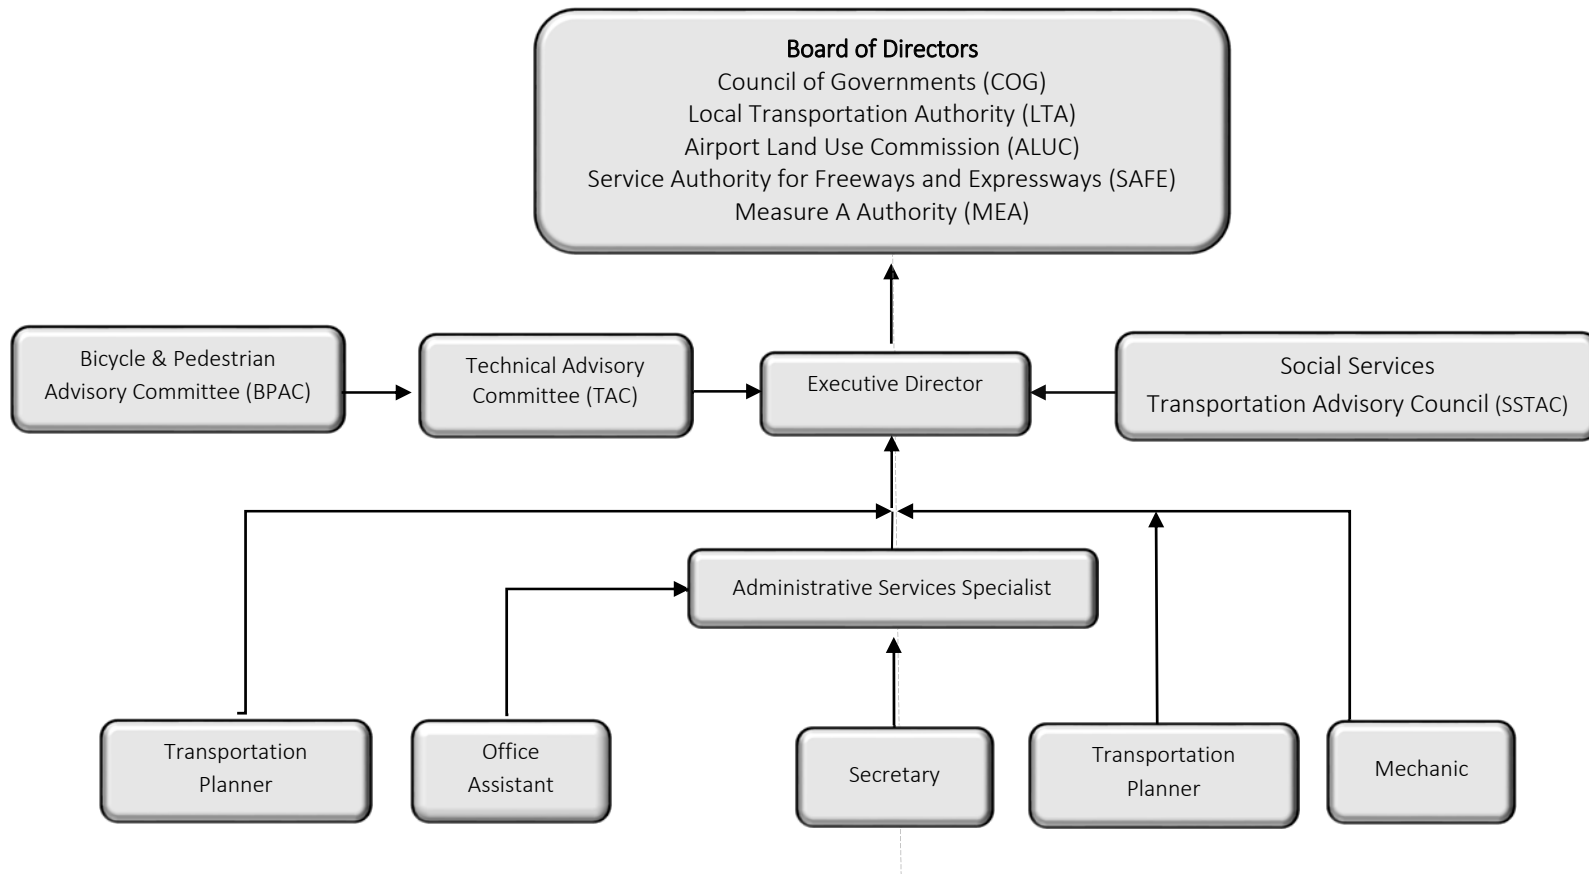 Board of Directors
Council of Governments (COG)
Local Transportation Authority (LTA)
Airport Land Use Commission (ALUC)
Service Authority for Freeways and Expressways (SAFE)
Measure A Authority (MEA)
Bicycle & Pedestrian
Advisory Committee (BPAC)
Technical Advisory
Committee (TAC)
Executive Director
Social Services
Transportation Advisory Council (SSTAC)
Administrative Services Specialist
Transportation
Planner
Office
Assistant
Secretary
Transportation
Planner
Mechanic